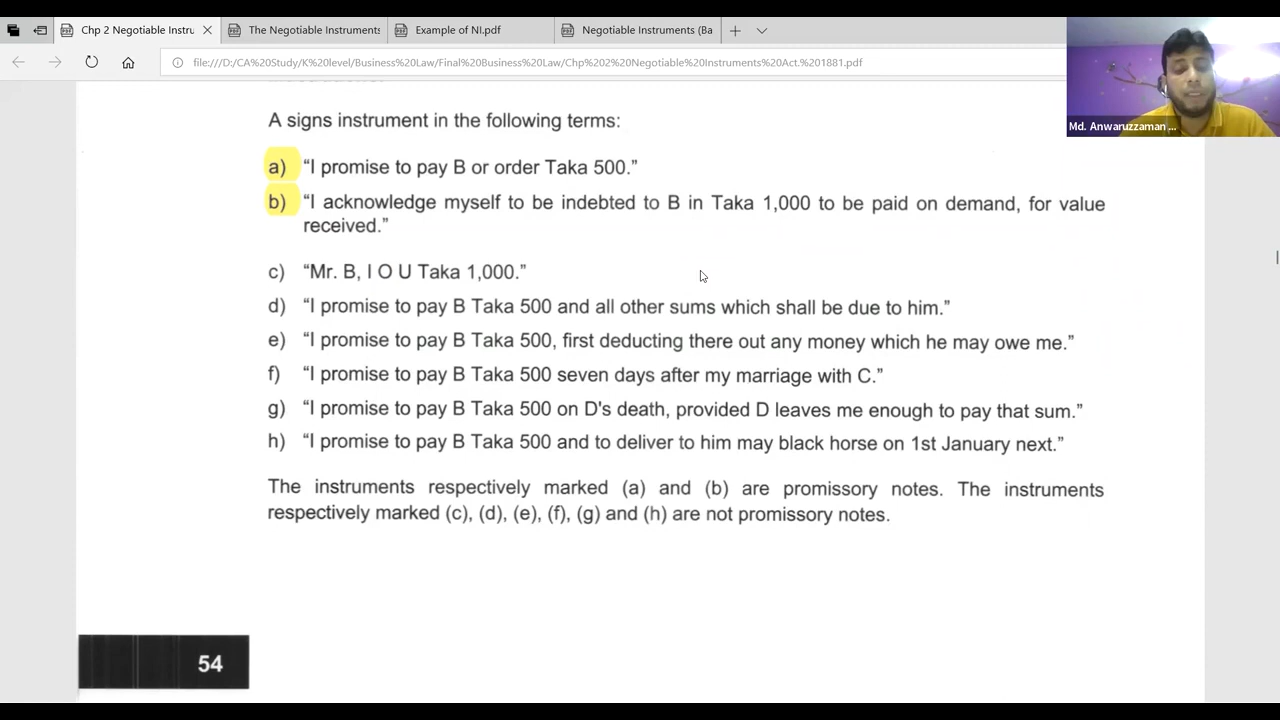 Chp 2 Negotiable Instru
The Negotiable Instruments
Example of NI.pdf
Negotiable Instruments (Ba
file:///D:/CA%20Study/K%20level/Business%20Law/Final%20Business%20Law/Chp%202%20Negotiable%20Instruments%20Act.%201881.pdf
Md. Anwaruzzaman ...
A signs instrument in the following terms:
a) “I promise to pay B or order Taka 500.”
b) “I acknowledge myself to be indebted to B in Taka 1,000 to be paid on demand, for value
received.”
c) “Mr. B, I O U Taka 1,000.”
d) “I promise to pay B Taka 500 and all other sums which shall be due to him.”
e) “I promise to pay B Taka 500, first deducting there out any money which he may owe me.”
f) “I promise to pay B Taka 500 seven days after my marriage with C.”
g) “I promise to pay B Taka 500 on D's death, provided D leaves me enough to pay that sum.”
h) “I promise to pay B Taka 500 and to deliver to him may black horse on 1st January next.”
The instruments respectively marked (a) and (b) are promissory notes. The instruments
respectively marked (c), (d), (e), (f), (g) and (h) are not promissory notes.
54